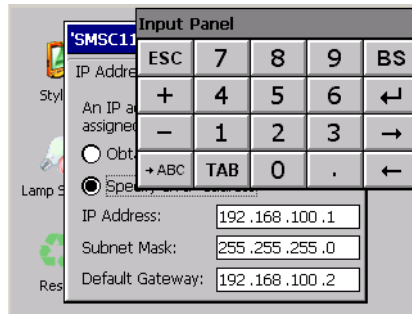 Input Panel
'SMSC11
ESC 7 8 9 BS
IP Addre
+ 4 5 6 ↵
Styl
An IP a
assigned
− 1 2 3 →
Obt
→ABC TAB 0 . ←
Lamp S
IP Address: 192 .168 .100 .1
Subnet Mask: 255 .255 .255 .0
Default Gateway: 192 .168 .100 .2
Res